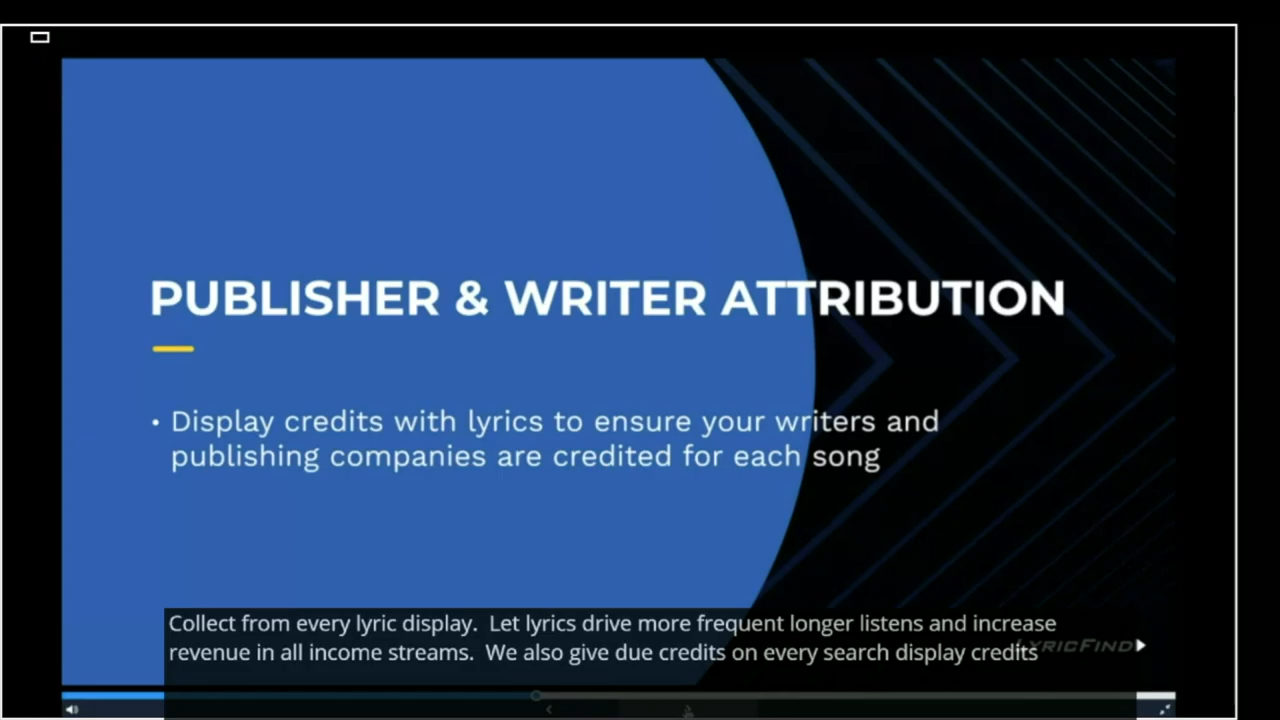 PUBLISHER & WRITER ATTRIBUTION
• Display credits with lyrics to ensure your writers and
publishing companies are credited for each song
Collect from every lyric display.  Let lyrics drive more frequent longer listens and increase
revenue in all income streams.  We also give due credits on every search display credits
LYRICFIND